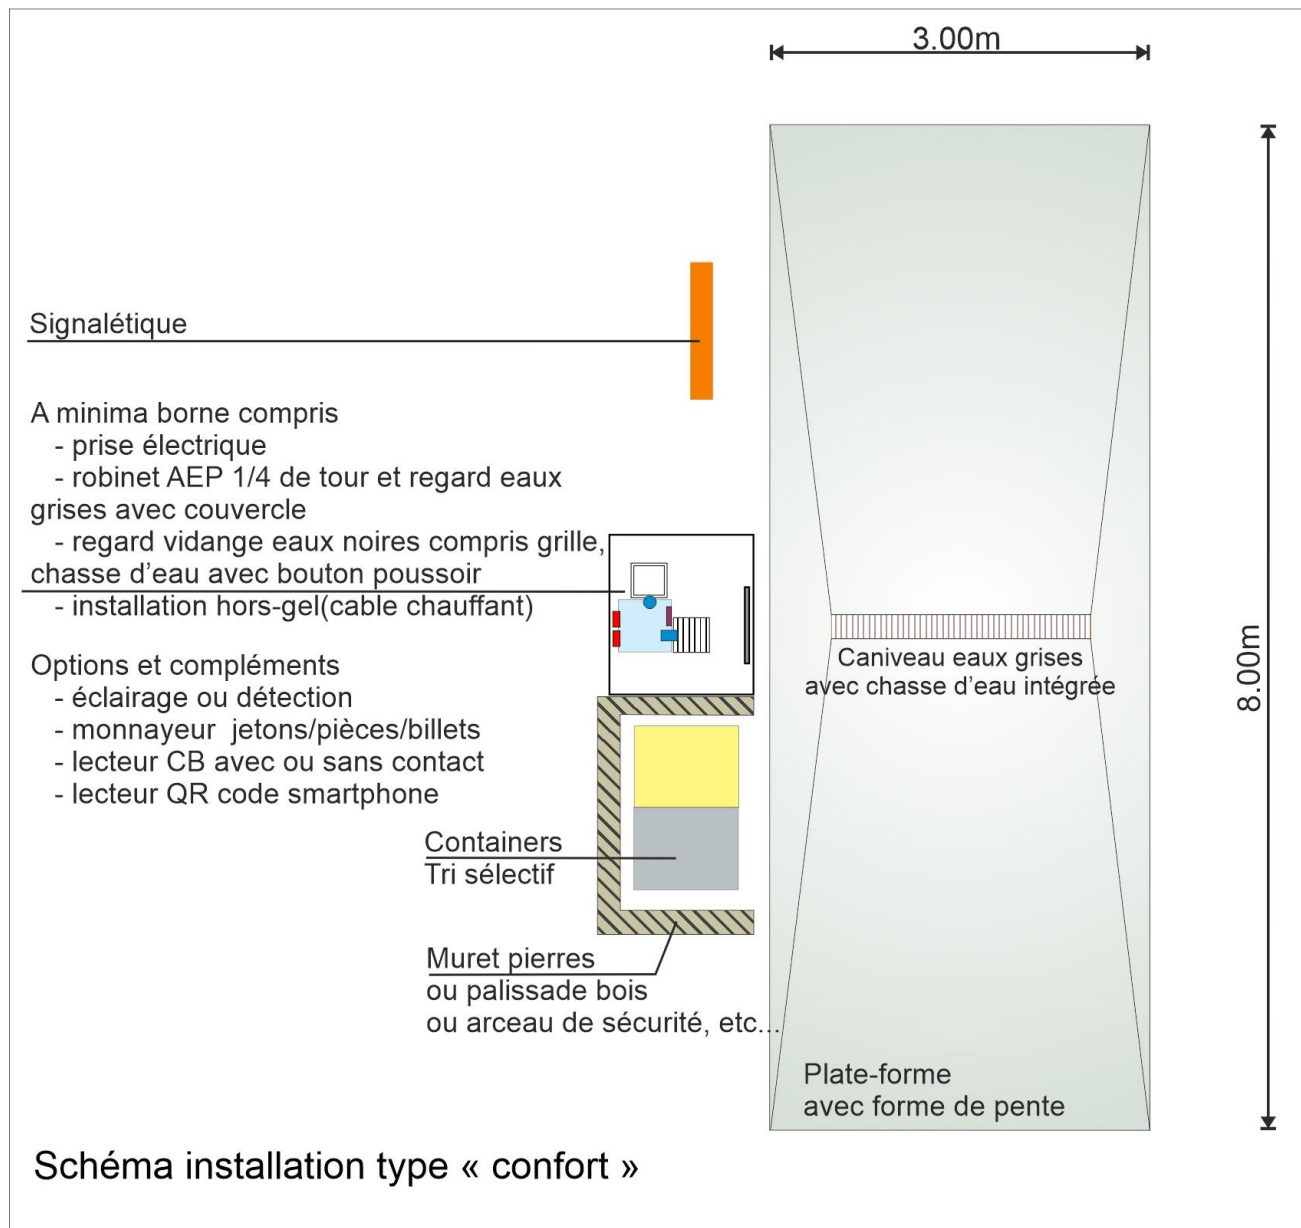 3.00m
Signalétique
A minima borne compris
- prise électrique
- robinet AEP 1/4 de tour et regard eaux
grises avec couvercle
- regard vidange eaux noires compris grille,
chasse d'eau avec bouton poussoir
- installation hors-gel(cable chauffant)
Options et compléments
- éclairage ou détection
- monnayeur  jetons/pièces/billets
- lecteur CB avec ou sans contact
- lecteur QR code smartphone
Containers
Tri sélectif
Muret pierres
ou palissade bois
ou arceau de sécurité, etc...
Caniveau eaux grises
avec chasse d'eau intégrée
8.00m
Plate-forme
avec forme de pente
Schéma installation type « confort »